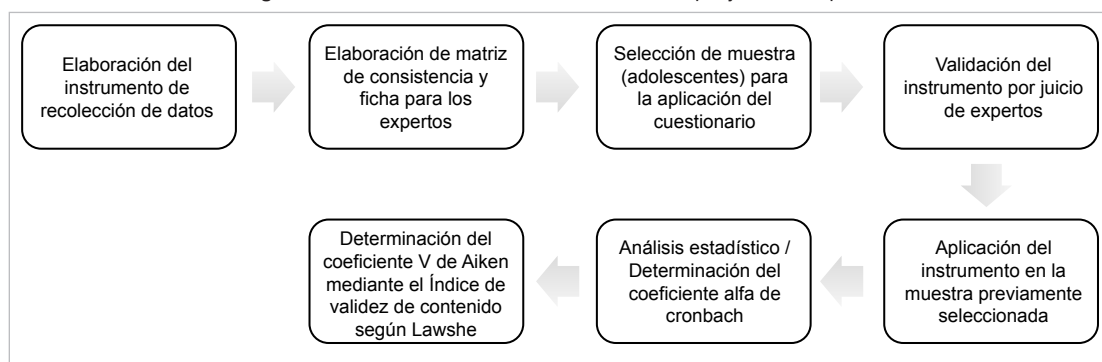 Elaboración del
instrumento de
recolección de datos
Elaboración de matriz
de consistencia y
ficha para los
expertos
Selección de muestra
(adolescentes) para
la aplicación del
cuestionario
Validación del
instrumento por juicio
de expertos
Aplicación del
instrumento en la
muestra previamente
seleccionada
Análisis estadístico /
Determinación del
coeficiente alfa de
cronbach
Determinación del
coeficiente V de Aiken
mediante el Índice de
validez de contenido
según Lawshe